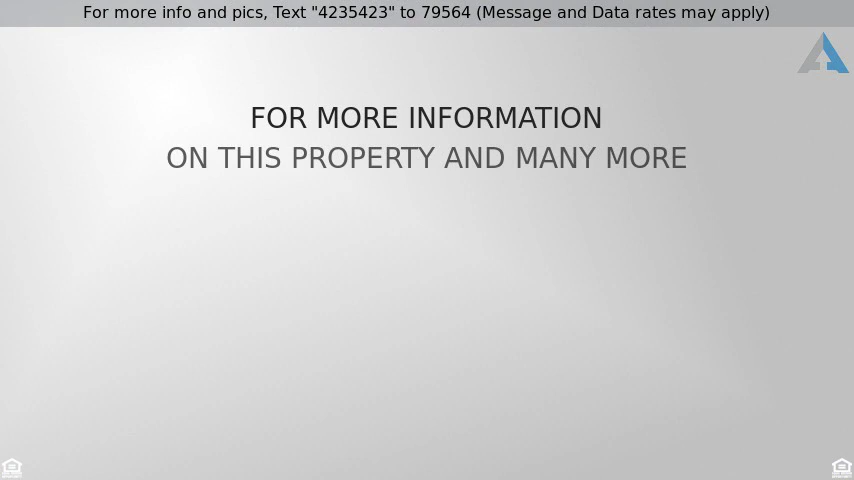 For more info and pics, Text "4235423" to 79564 (Message and Data rates may apply)
FOR MORE INFORMATION
ON THIS PROPERTY AND MANY MORE